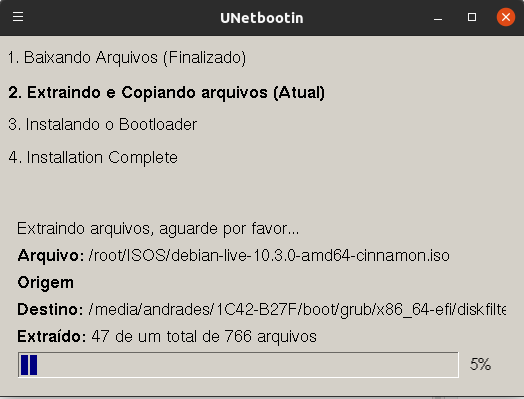 UNetbootin
1. Baixando Arquivos (Finalizado)
2. Extraindo e Copiando arquivos (Atual)
3. Instalando o Bootloader
4. Installation Complete
Extraindo arquivos, aguarde por favor...
Arquivo: /root/ISOS/debian-live-10.3.0-amd64-cinnamon.iso
Origem
Destino: /media/andrades/1C42-B27F/boot/grub/x86_64-efi/diskfilte
Extraído: 47 de um total de 766 arquivos
5%